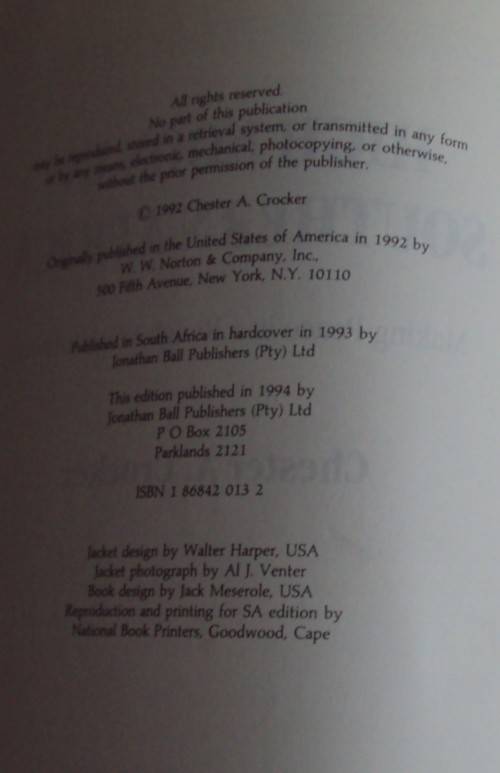 All rights reserved.
No part of this publication
may be reproduced, stored in a retrieval system, or transmitted in any form
or by any means, electronic, mechanical, photocopying, or otherwise,
without the prior permission of the publisher.
© 1992 Chester A. Crocker
Originally published in the United States of America in 1992 by
W. W. Norton & Company, Inc.,
500 Fifth Avenue, New York, N.Y. 10110
Published in South Africa in hardcover in 1993 by
Jonathan Ball Publishers (Pty) Ltd
This edition published in 1994 by
Jonathan Ball Publishers (Pty) Ltd
P O Box 2105
Parklands 2121
ISBN 1 86842 013 2
Jacket design by Walter Harper, USA
Jacket photograph by Al J. Venter
Book design by Jack Meserole, USA
Reproduction and printing for SA edition by
National Book Printers, Goodwood, Cape